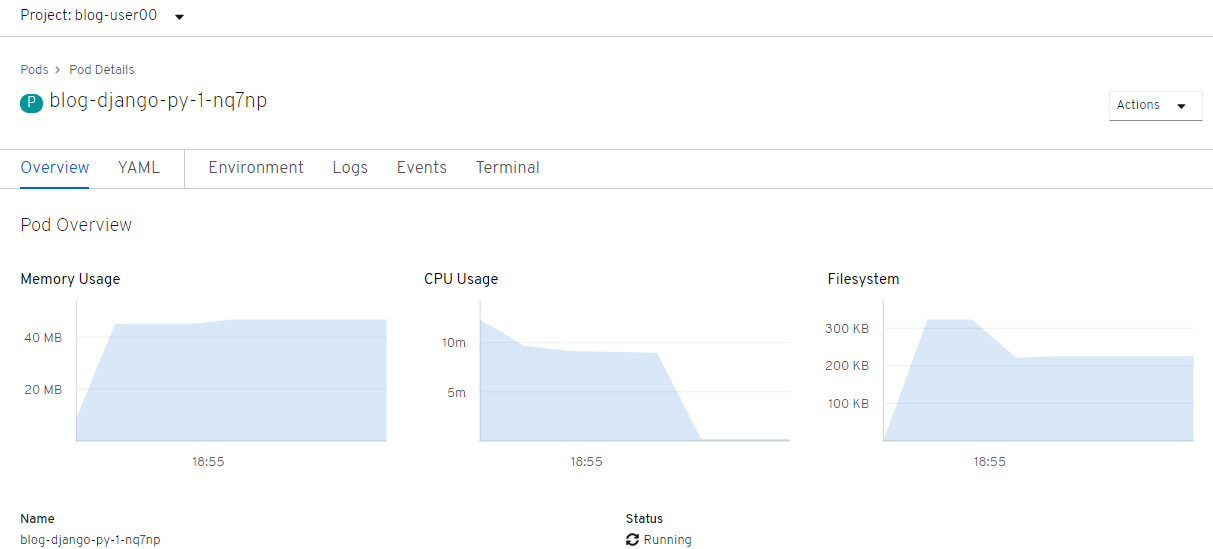 Project: blog-user00
Pods > Pod Details
P blog-django-py-1-nq7np
Actions
Overview YAML Environment Logs Events Terminal
Pod Overview
Memory Usage
40 MB
20 MB
18:55
CPU Usage
10m
5m
18:55
Filesystem
300 KB
200 KB
100 KB
18:55
Name
blog-django-py-1-nq7np
Status
Running